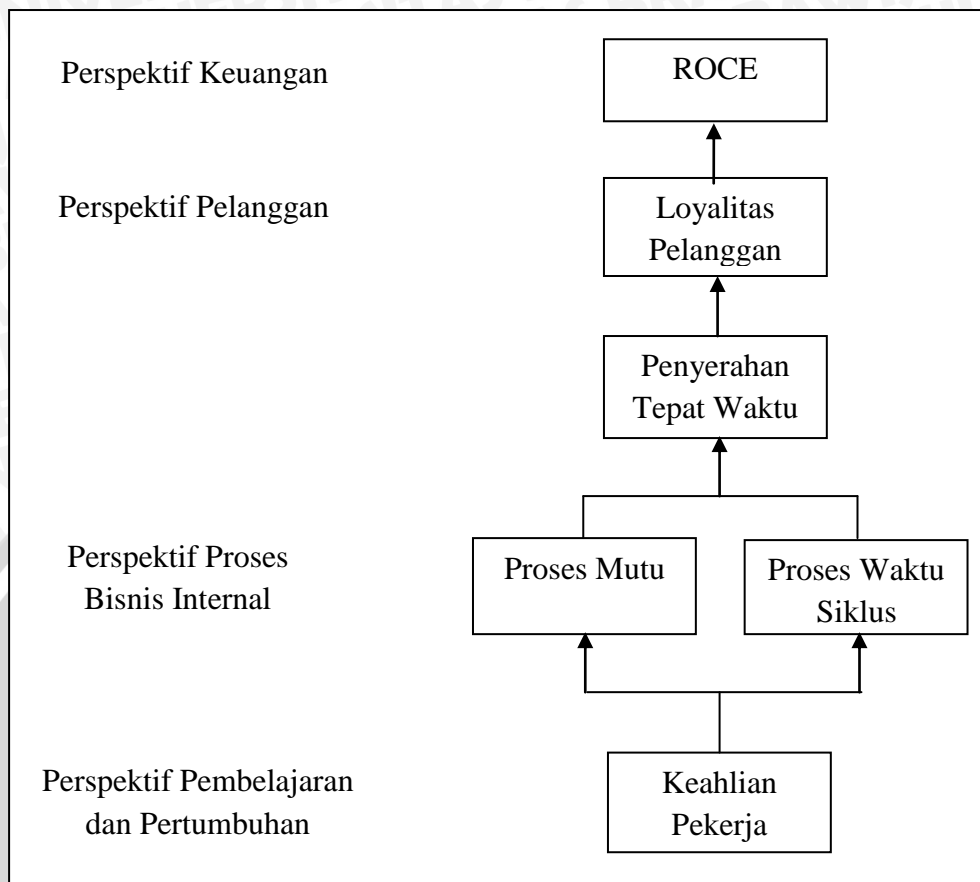 Perspektif Keuangan
ROCE
Perspektif Pelanggan
Loyalitas
Pelanggan
Penyerahan
Tepat Waktu
Perspektif Proses
Bisnis Internal
Proses Mutu
Proses Waktu
Siklus
Perspektif Pembelajaran
dan Pertumbuhan
Keahlian
Pekerja